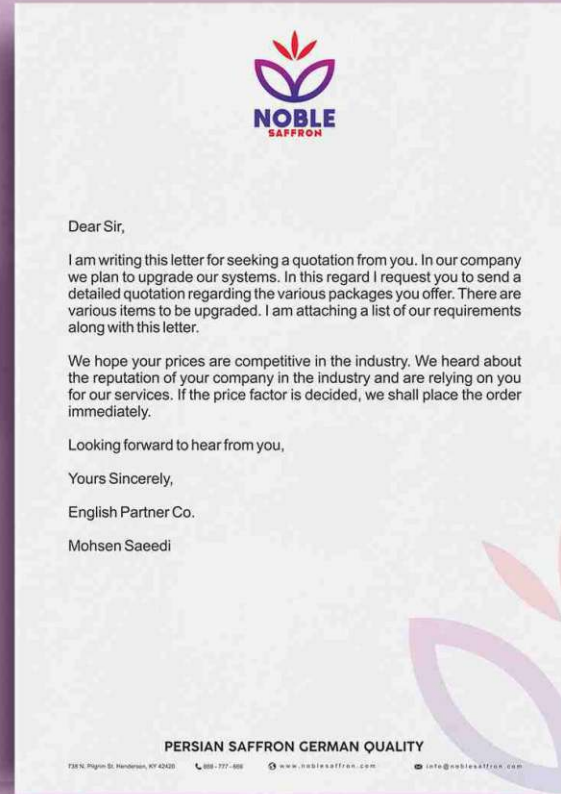 NOBLE
SAFFRON
Dear Sir,
I am writing this letter for seeking a quotation from you. In our company
we plan to upgrade our systems. In this regard I request you to send a
detailed quotation regarding the various packages you offer. There are
various items to be upgraded. I am attaching a list of our requirements
along with this letter.
We hope your prices are competitive in the industry. We heard about
the reputation of your company in the industry and are relying on you
for our services. If the price factor is decided, we shall place the order
immediately.
Looking forward to hear from you,
Yours Sincerely,
English Partner Co.
Mohsen Saeedi
PERSIAN SAFFRON GERMAN QUALITY
N. Pilgrim St. Henderson, KY 42420 www.noblesaffron.com info@noblesaffron.com